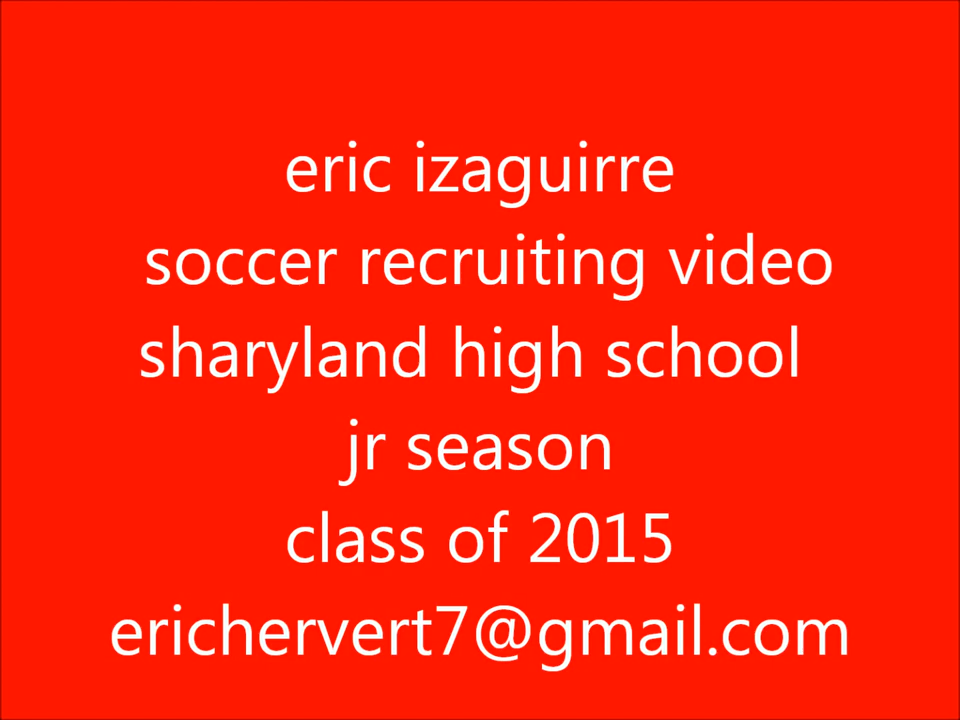 eric izaguirre
soccer recruiting video
sharyland high school
jr season
class of 2015
erichervert7@gmail.com